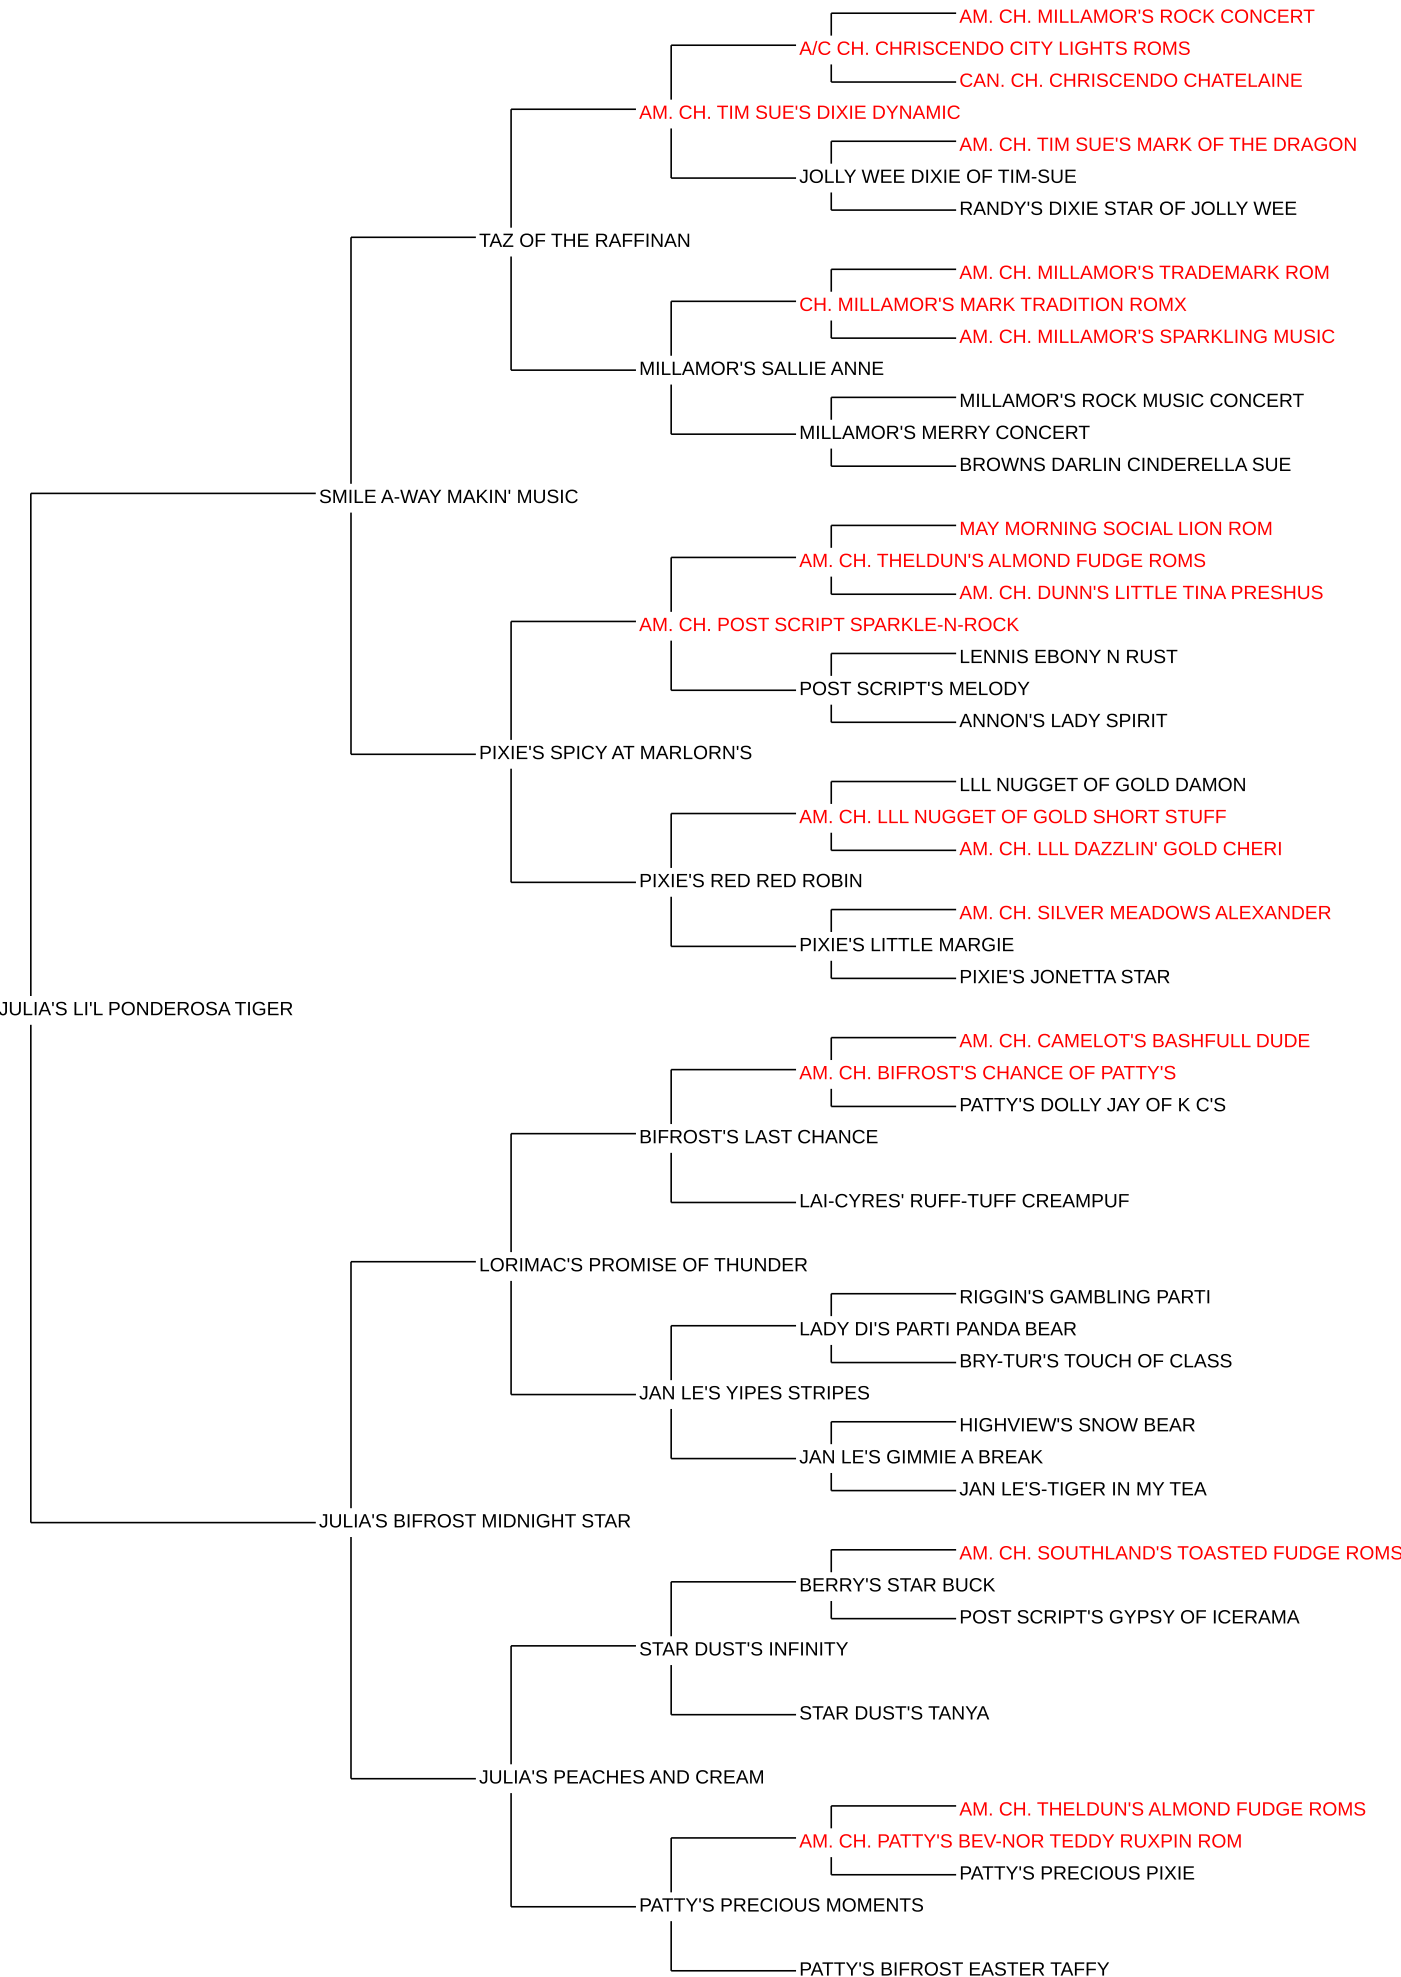 AM. CH. MILLAMOR'S ROCK CONCERT
A/C CH. CHRISCENDO CITY LIGHTS ROMS
CAN. CH. CHRISCENDO CHATELAINE
AM. CH. TIM SUE'S DIXIE DYNAMIC
AM. CH. TIM SUE'S MARK OF THE DRAGON
JOLLY WEE DIXIE OF TIM-SUE
RANDY'S DIXIE STAR OF JOLLY WEE
TAZ OF THE RAFFINAN
AM. CH. MILLAMOR'S TRADEMARK ROM
CH. MILLAMOR'S MARK TRADITION ROMX
AM. CH. MILLAMOR'S SPARKLING MUSIC
MILLAMOR'S SALLIE ANNE
MILLAMOR'S ROCK MUSIC CONCERT
MILLAMOR'S MERRY CONCERT
BROWNS DARLIN CINDERELLA SUE
SMILE A-WAY MAKIN' MUSIC
MAY MORNING SOCIAL LION ROM
AM. CH. THELDUN'S ALMOND FUDGE ROMS
AM. CH. DUNN'S LITTLE TINA PRESHUS
AM. CH. POST SCRIPT SPARKLE-N-ROCK
LENNIS EBONY N RUST
POST SCRIPT'S MELODY
ANNON'S LADY SPIRIT
PIXIE'S SPICY AT MARLORN'S
LLL NUGGET OF GOLD DAMON
AM. CH. LLL NUGGET OF GOLD SHORT STUFF
AM. CH. LLL DAZZLIN' GOLD CHERI
PIXIE'S RED RED ROBIN
AM. CH. SILVER MEADOWS ALEXANDER
PIXIE'S LITTLE MARGIE
PIXIE'S JONETTA STAR
JULIA'S LI'L PONDEROSA TIGER
AM. CH. CAMELOT'S BASHFULL DUDE
AM. CH. BIFROST'S CHANCE OF PATTY'S
PATTY'S DOLLY JAY OF K C'S
BIFROST'S LAST CHANCE
LAI-CYRES' RUFF-TUFF CREAMPUF
LORIMAC'S PROMISE OF THUNDER
RIGGIN'S GAMBLING PARTI
LADY DI'S PARTI PANDA BEAR
BRY-TUR'S TOUCH OF CLASS
JAN LE'S YIPES STRIPES
HIGHVIEW'S SNOW BEAR
JAN LE'S GIMMIE A BREAK
JAN LE'S-TIGER IN MY TEA
JULIA'S BIFROST MIDNIGHT STAR
AM. CH. SOUTHLAND'S TOASTED FUDGE ROMS
BERRY'S STAR BUCK
POST SCRIPT'S GYPSY OF ICERAMA
STAR DUST'S INFINITY
STAR DUST'S TANYA
JULIA'S PEACHES AND CREAM
AM. CH. THELDUN'S ALMOND FUDGE ROMS
AM. CH. PATTY'S BEV-NOR TEDDY RUXPIN ROM
PATTY'S PRECIOUS PIXIE
PATTY'S PRECIOUS MOMENTS
PATTY'S BIFROST EASTER TAFFY